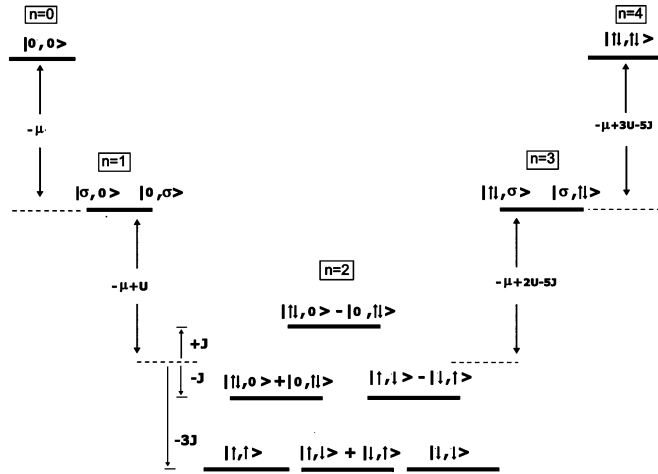 n=0
n=4
|0,0>
|↑↓,↑↓>
-μ
-μ+3U-5J
n=1
n=3
|σ,0> |0,σ>
|↑↓,σ> |σ,↑↓>
n=2
-μ+U
-μ+2U-5J
|↑↓,0> -|0,↑↓>
+J
-J
|↑↓,0> +|0,↑↓>
|↑,↓> -|↓,↑>
-3J
|↑,↑>
|↑,↓> + |↓,↑>
|↓,↓>